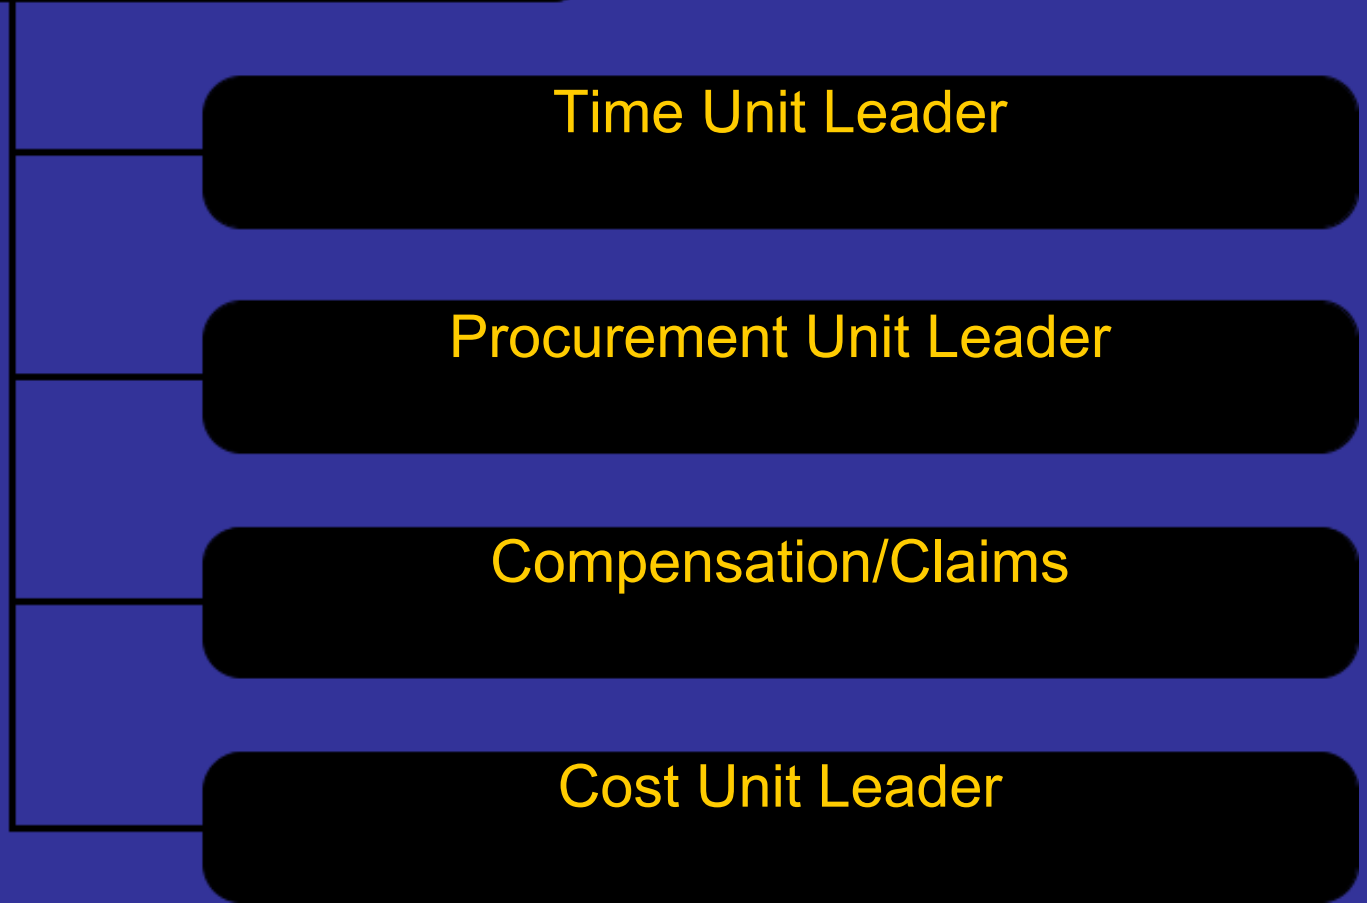 Time Unit Leader
Procurement Unit Leader
Compensation/Claims
Cost Unit Leader